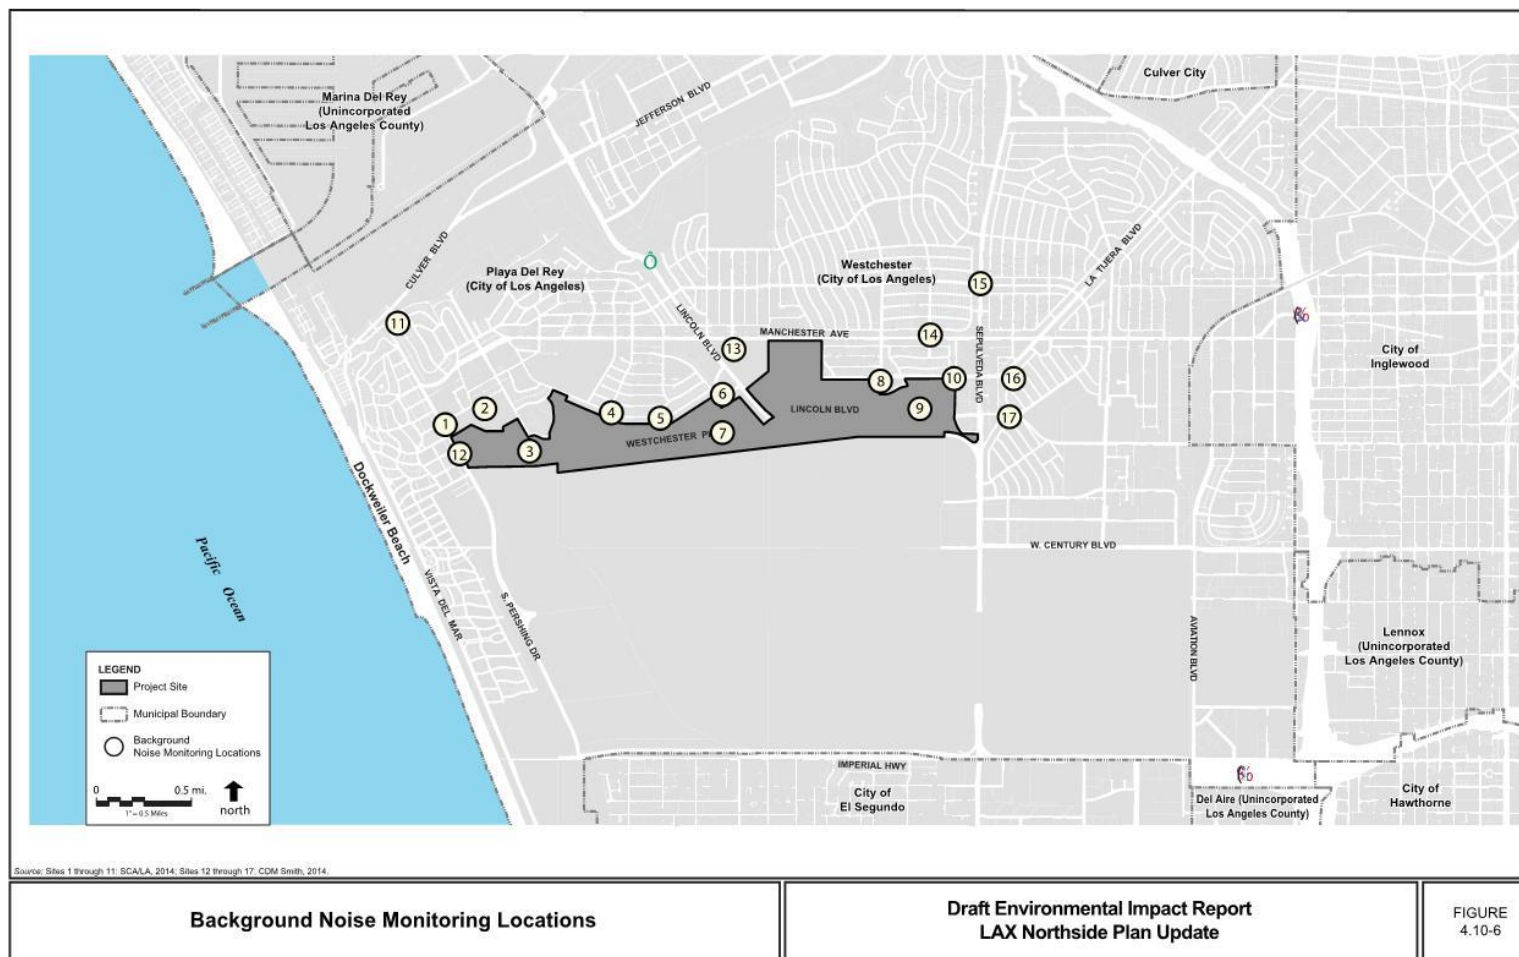 Culver City
Marina Del Rey
(Unincorporated
Los Angeles County)
JEFFERSON BLVD
CULVER BLVD
Playa Del Rey
(City of Los Angeles)
Westchester
(City of Los Angeles)
LA TIJERA BLVD
15
11
LINCOLN BLVD
MANCHESTER AVE
14
SEPULVEDA BLVD
City of
Inglewood
13
8
10
16
6
LINCOLN BLVD
9
17
2
4
5
1
WESTCHESTER P
7
12
3
Dockweiler Beach
Pacific Ocean
W. CENTURY BLVD
VISTA DEL MAR
S. PERSHING DR
AVIATION BLVD
Lennox
(Unincorporated
Los Angeles County)
LEGEND
Project Site
Municipal Boundary
Background
Noise Monitoring Locations
0 0.5 mi.
1" = 0.5 Miles
north
IMPERIAL HWY
City of
El Segundo
Del Aire (Unincorporated
Los Angeles County)
City of
Hawthorne
Source: Sites 1 through 11: SCA/LA, 2014; Sites 12 through 17. CDM Smith, 2014.
Background Noise Monitoring Locations
Draft Environmental Impact Report
LAX Northside Plan Update
FIGURE
4.10-6